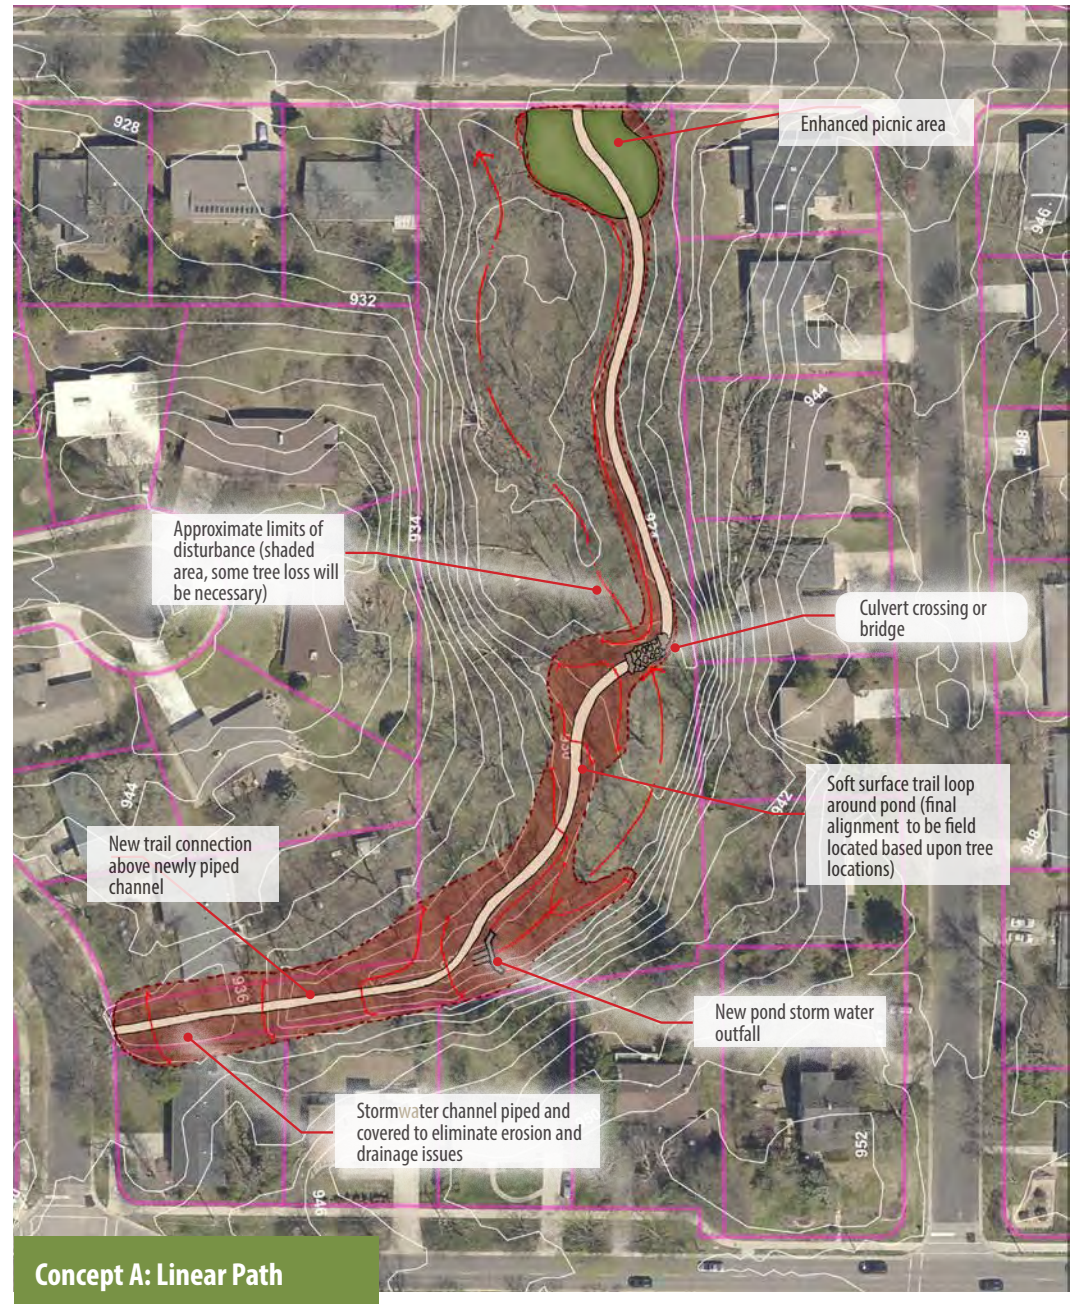 928
Enhanced picnic area
946
932
944
948
Approximate limits of
disturbance (shaded
area, some tree loss will
be necessary)
934
934
Culvert crossing or
bridge
930
944
942
Soft surface trail loop
around pond (final
alignment to be field
located based upon tree
locations)
948
New trail connection
above newly piped
channel
936
New pond storm water
outfall
Stormwater channel piped and
covered to eliminate erosion and
drainage issues
952
946
Concept A: Linear Path